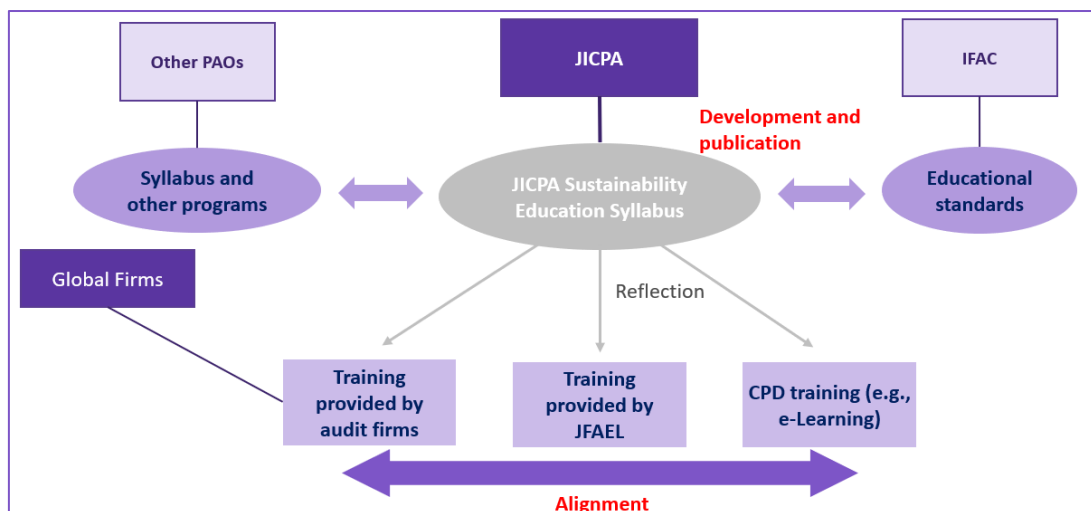 Other PAOs
JICPA
IFAC
Development and
publication
Syllabus and
other programs
JICPA Sustainability
Education Syllabus
Educational
standards
Global Firms
Reflection
Training
provided by
audit firms
Training
provided by
JFAEL
CPD training (e.g.,
e-Learning)
Alignment